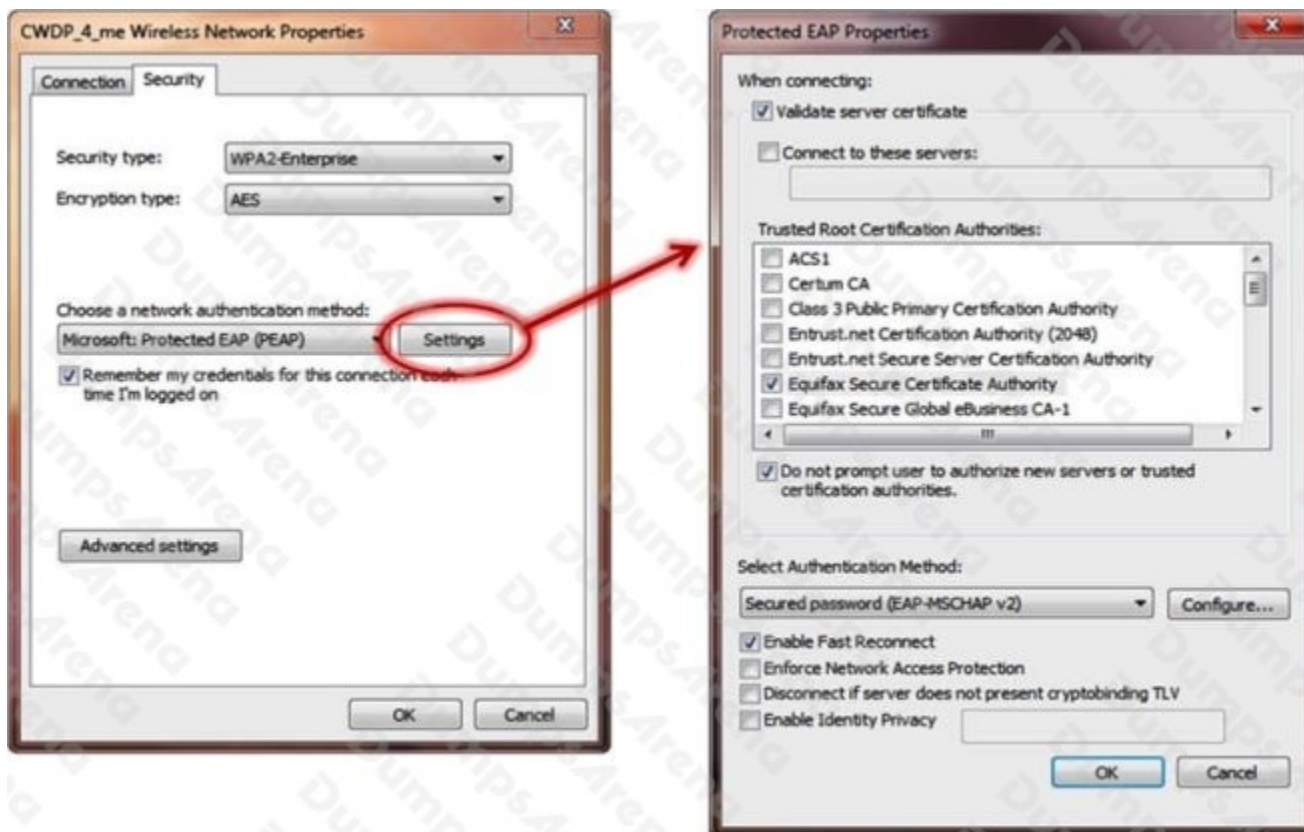 CWDP_4_me Wireless Network Properties
Connection Security
Security type: WPA2-Enterprise
Encryption type: AES
Choose a network authentication method:
Microsoft: Protected EAP (PEAP) Settings
Remember my credentials for this connection each
time I'm logged on
Advanced settings
OK Cancel
Protected EAP Properties
When connecting:
Validate server certificate
Connect to these servers:
Trusted Root Certification Authorities:
ACS1
Certum CA
Class 3 Public Primary Certification Authority
Entrust.net Certification Authority (2048)
Entrust.net Secure Server Certification Authority
Equifax Secure Certificate Authority
Equifax Secure Global eBusiness CA-1
Do not prompt user to authorize new servers or trusted
certification authorities.
Select Authentication Method:
Secured password (EAP-MSCHAP v2) Configure...
Enable Fast Reconnect
Enforce Network Access Protection
Disconnect if server does not present cryptobinding TLV
Enable Identity Privacy
OK Cancel
DumpsArena